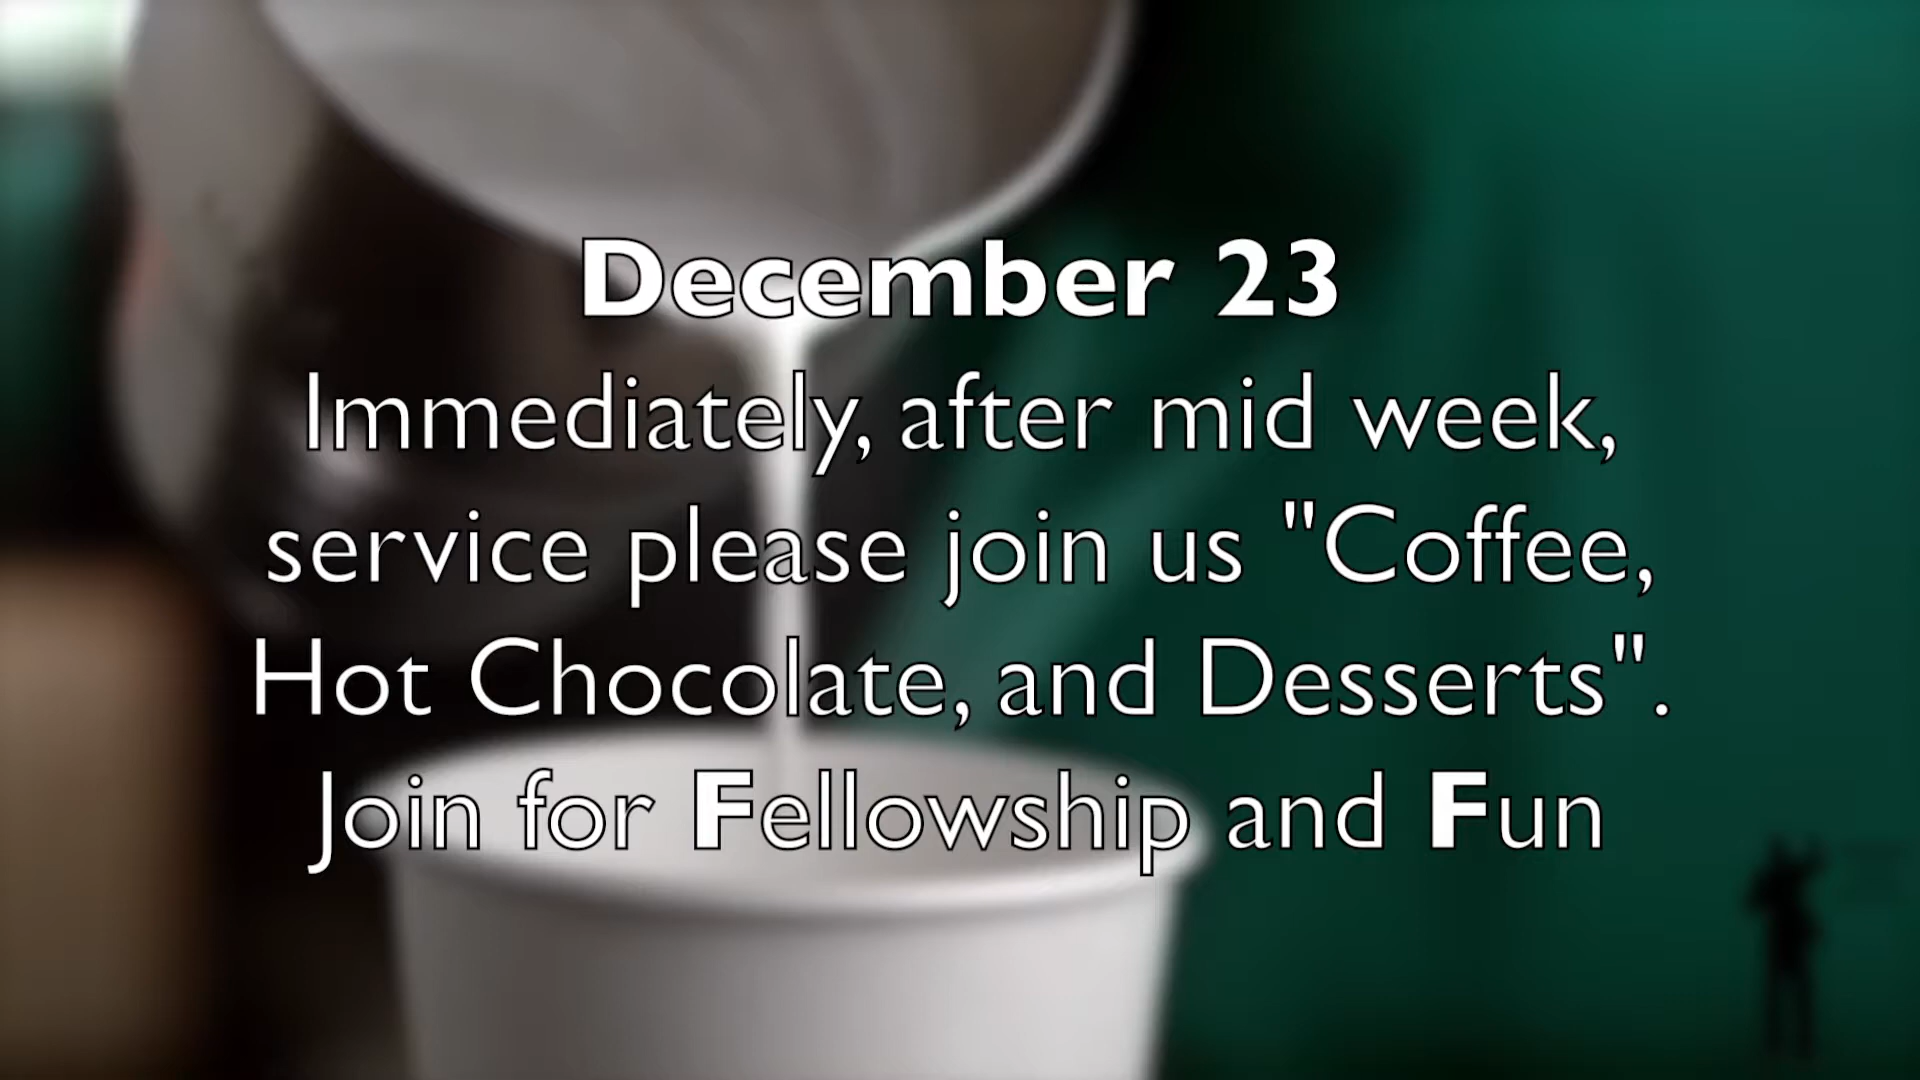 December 23
Immediately, after mid week,
service please join us "Coffee,
Hot Chocolate, and Desserts".
Join for Fellowship and Fun